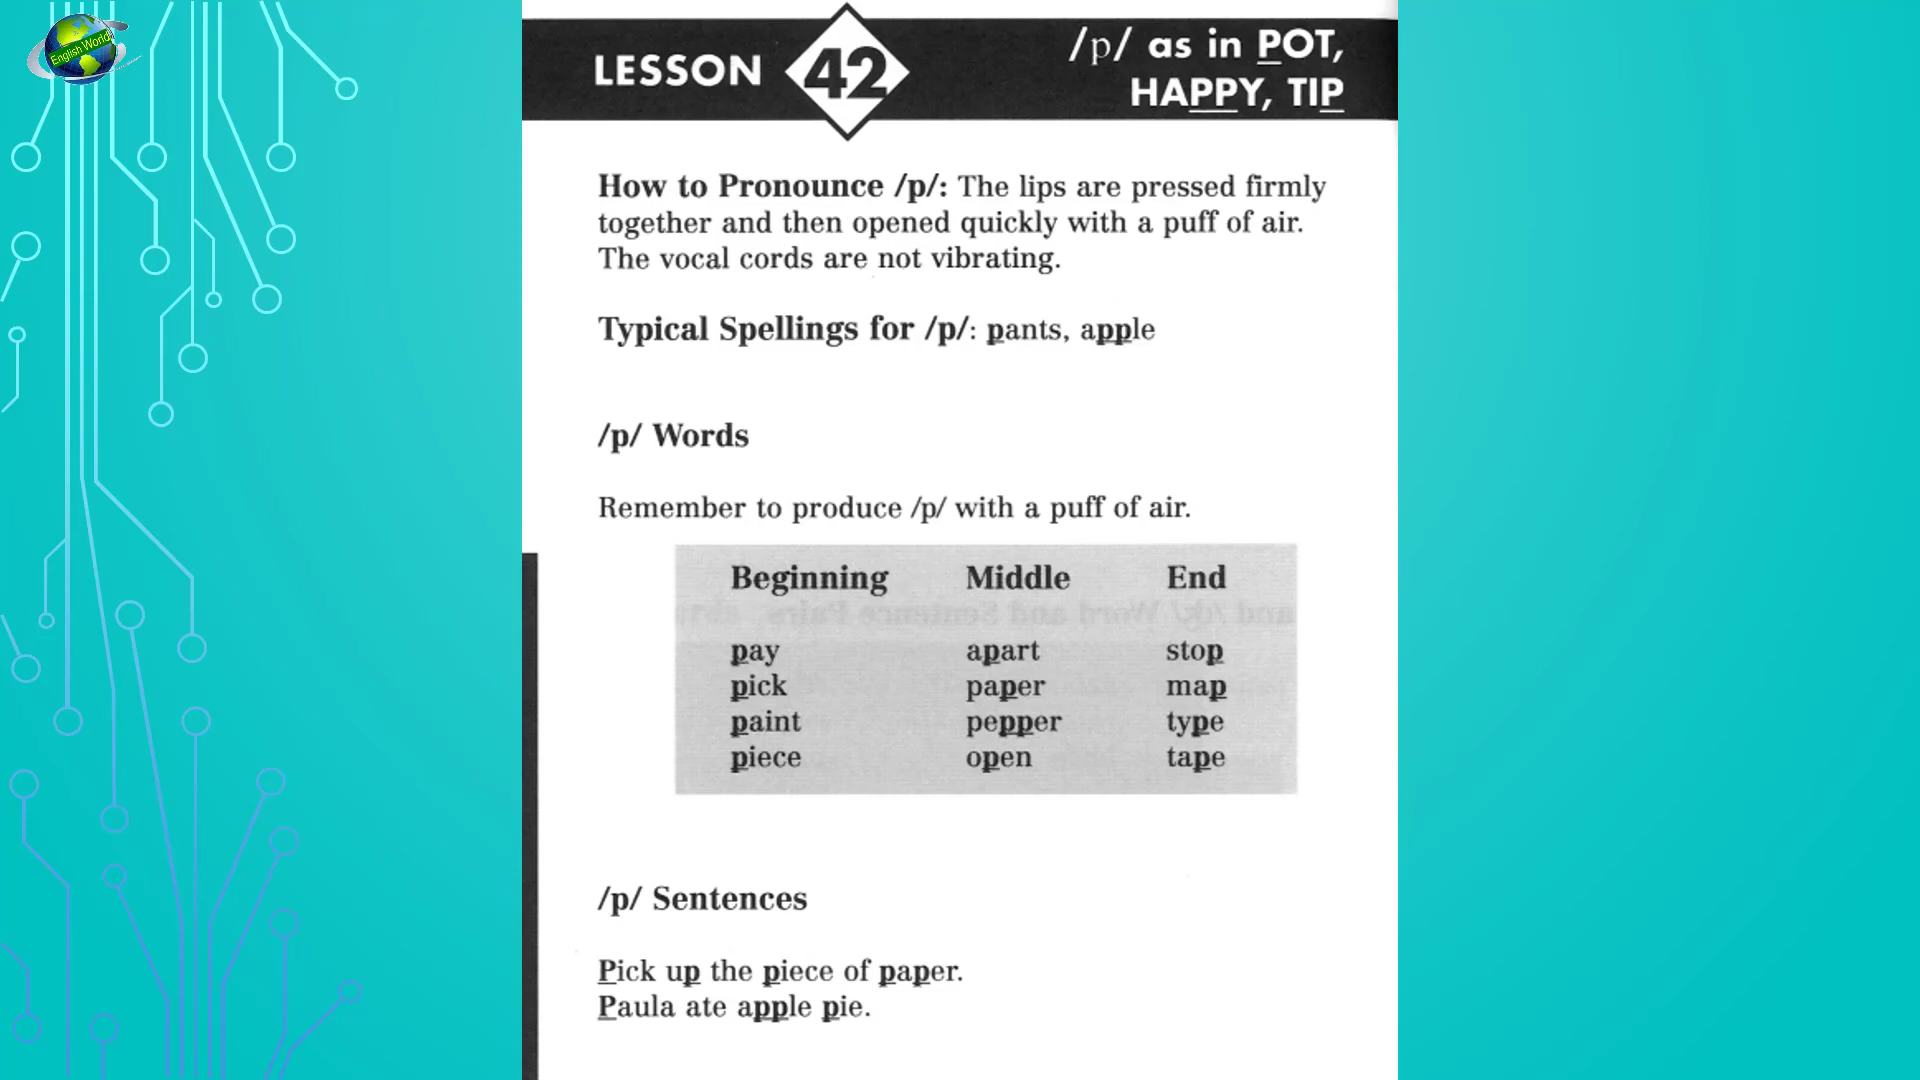 English World
LESSON 42
/p/ as in POT,
HAPPY, TIP
How to Pronounce /p/: The lips are pressed firmly
together and then opened quickly with a puff of air.
The vocal cords are not vibrating.
Typical Spellings for /p/: pants, apple
/p/ Words
Remember to produce /p/ with a puff of air.
Beginning Middle End
pay apart stop
pick paper map
paint pepper type
piece open tape
/p/ Sentences
Pick up the piece of paper.
Paula ate apple pie.